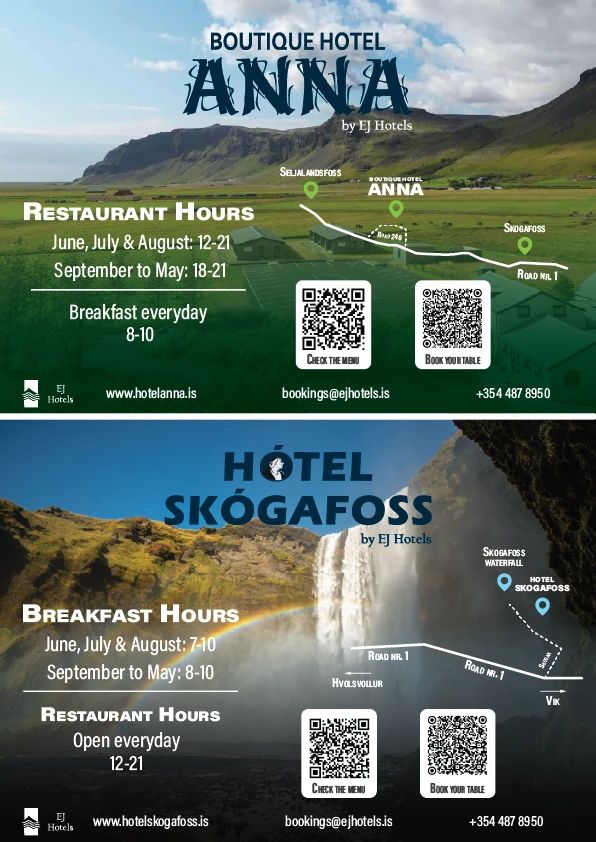 BOUTIQUE HOTEL
ANNA
by EJ Hotels
SELJALANDSFOSS
BOUTIQUE HOTEL
ANNA
SKOGAFOSS
ROAD 246
ROAD NR. 1
RESTAURANT HOURS
June, July & August: 12-21
September to May: 18-21
Breakfast everyday
8-10
CHECK THE MENU
BOOK YOUR TABLE
EJ
Hotels
www.hotelanna.is
bookings@ejhotels.is
+354 487 8950
HÓTEL
SKÓGAFOSS
by EJ Hotels
SKOGAFOSS
WATERFALL
HOTEL
SKOGAFOSS
BREAKFAST HOURS
June, July & August: 7-10
September to May: 8-10
ROAD NR. 1
ROAD NR. 1
HVOLSVOLLUR
VIK
RESTAURANT HOURS
Open everyday
12-21
CHECK THE MENU
BOOK YOUR TABLE
EJ
Hotels
www.hotelskogafoss.is
bookings@ejhotels.is
+354 487 8950